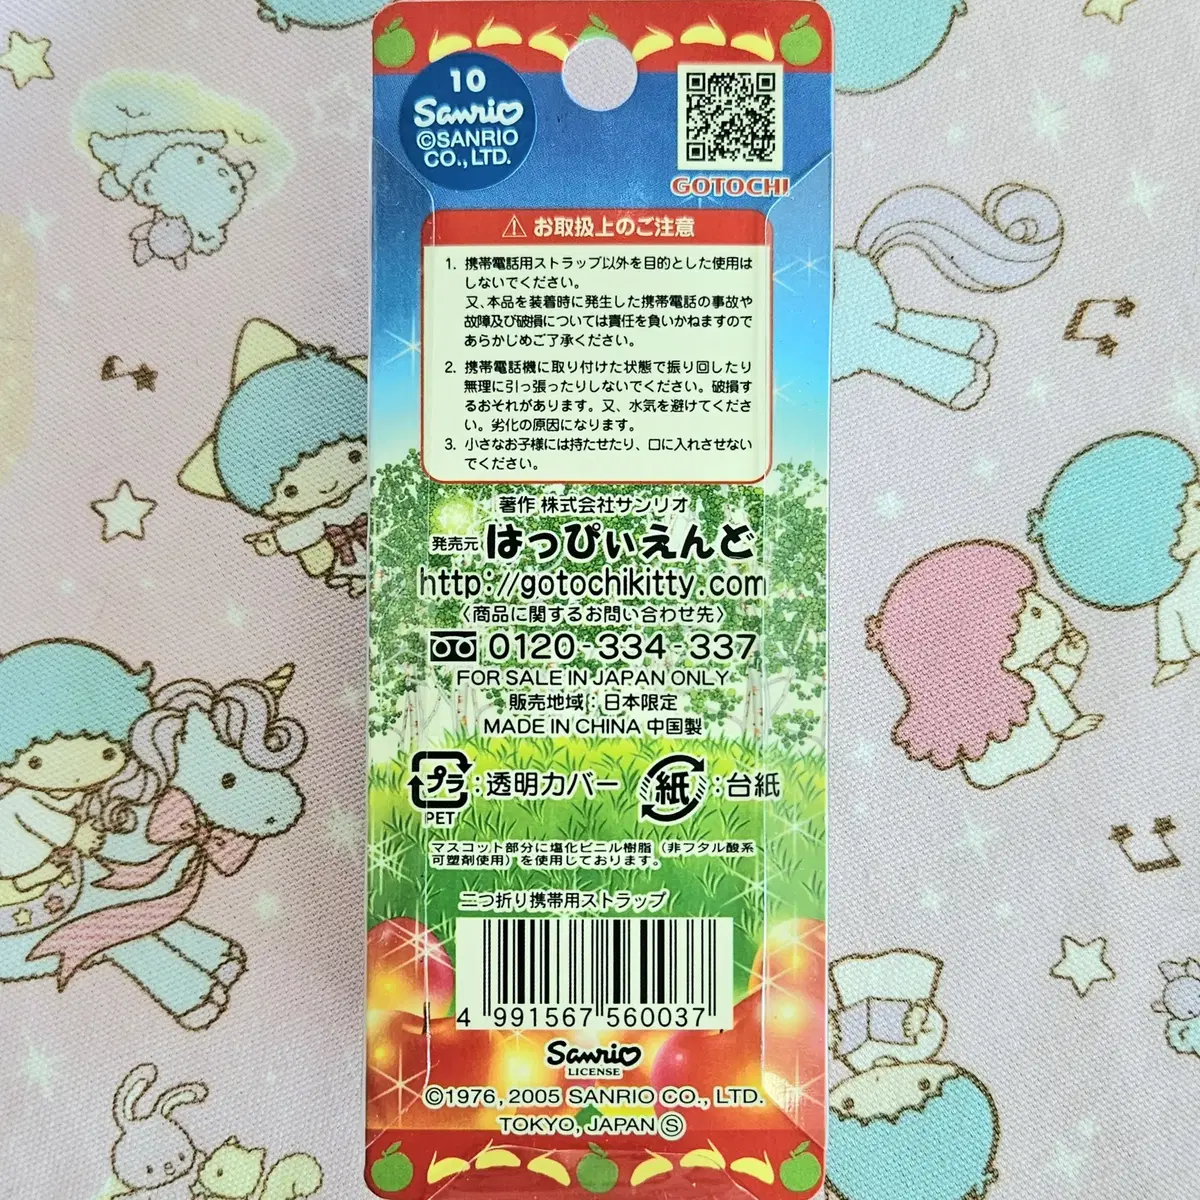 10
Sanrio
©SANRIO
CO., LTD.
GOTOCHI
⚠ お取扱上のご注意
1. 携帯電話用ストラップ以外を目的とした使用は
しないでください。
又、本品を装着時に発生した携帯電話の事故や
故障及び破損については責任を負いかねますので
あらかじめご了承ください。
2. 携帯電話機に取り付けた状態で振り回したり
無理に引っ張ったりしないでください。破損す
るおそれがあります。又、水気を避けてくださ
い。劣化の原因になります。
3. 小さなお子様には持たせたり、口に入れさせない
でください。
著作 株式会社サンリオ
発売元 はっぴぃえんど
http://gotochikitty.com
〈商品に関するお問い合わせ先〉
0120-334-337
FOR SALE IN JAPAN ONLY
販売地域：日本限定
MADE IN CHINA 中国製
プラ：透明カバー 紙：台紙
PET
マスコット部分に塩化ビニル樹脂（非フタル酸系
可塑剤使用）を使用しております。
二つ折り携帯用ストラップ
4 991567 560037
Sanrio
LICENSE
©1976, 2005 SANRIO CO., LTD.
TOKYO, JAPAN Ⓢ